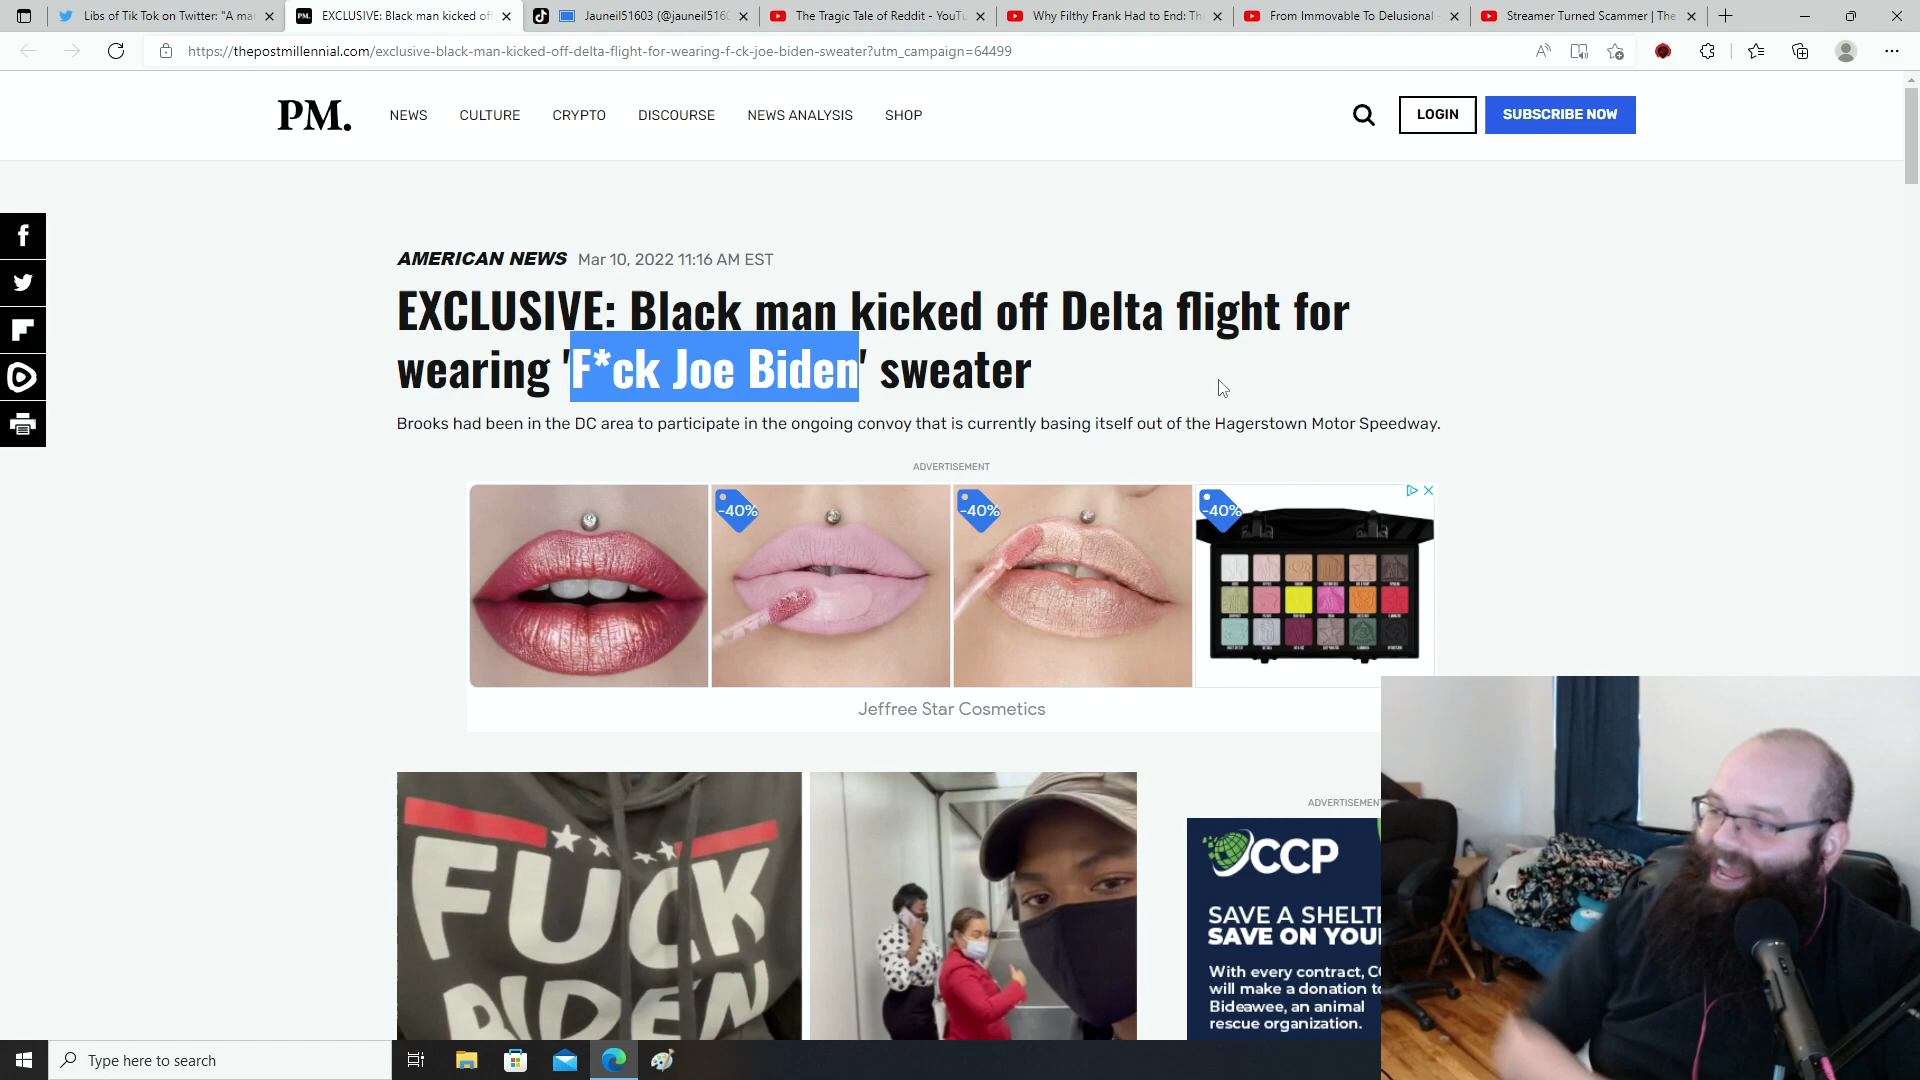 Libs of Tik Tok on Twitter: "A ma
EXCLUSIVE: Black man kicked of
Jauneil51603 (@jauneil516
The Tragic Tale of Reddit - YouTu
Why Filthy Frank Had to End: Th
From Immovable To Delusional -
Streamer Turned Scammer | The
https://thepostmillennial.com/exclusive-black-man-kicked-off-delta-flight-for-wearing-f-ck-joe-biden-sweater?utm_campaign=64499
PM.
NEWS
CULTURE
CRYPTO
DISCOURSE
NEWS ANALYSIS
SHOP
LOGIN
SUBSCRIBE NOW
AMERICAN NEWS Mar 10, 2022 11:16 AM EST
EXCLUSIVE: Black man kicked off Delta flight for
wearing 'F*ck Joe Biden' sweater
Brooks had been in the DC area to participate in the ongoing convoy that is currently basing itself out of the Hagerstown Motor Speedway.
ADVERTISEMENT
-40%
-40%
-40%
Jeffree Star Cosmetics
ADVERTISEMEN
FUCK
BIDEN
CCP
SAVE A SHELTE
SAVE ON YOU
With every contract, C
will make a donation to
Bideawee, an animal
rescue organization.
Type here to search